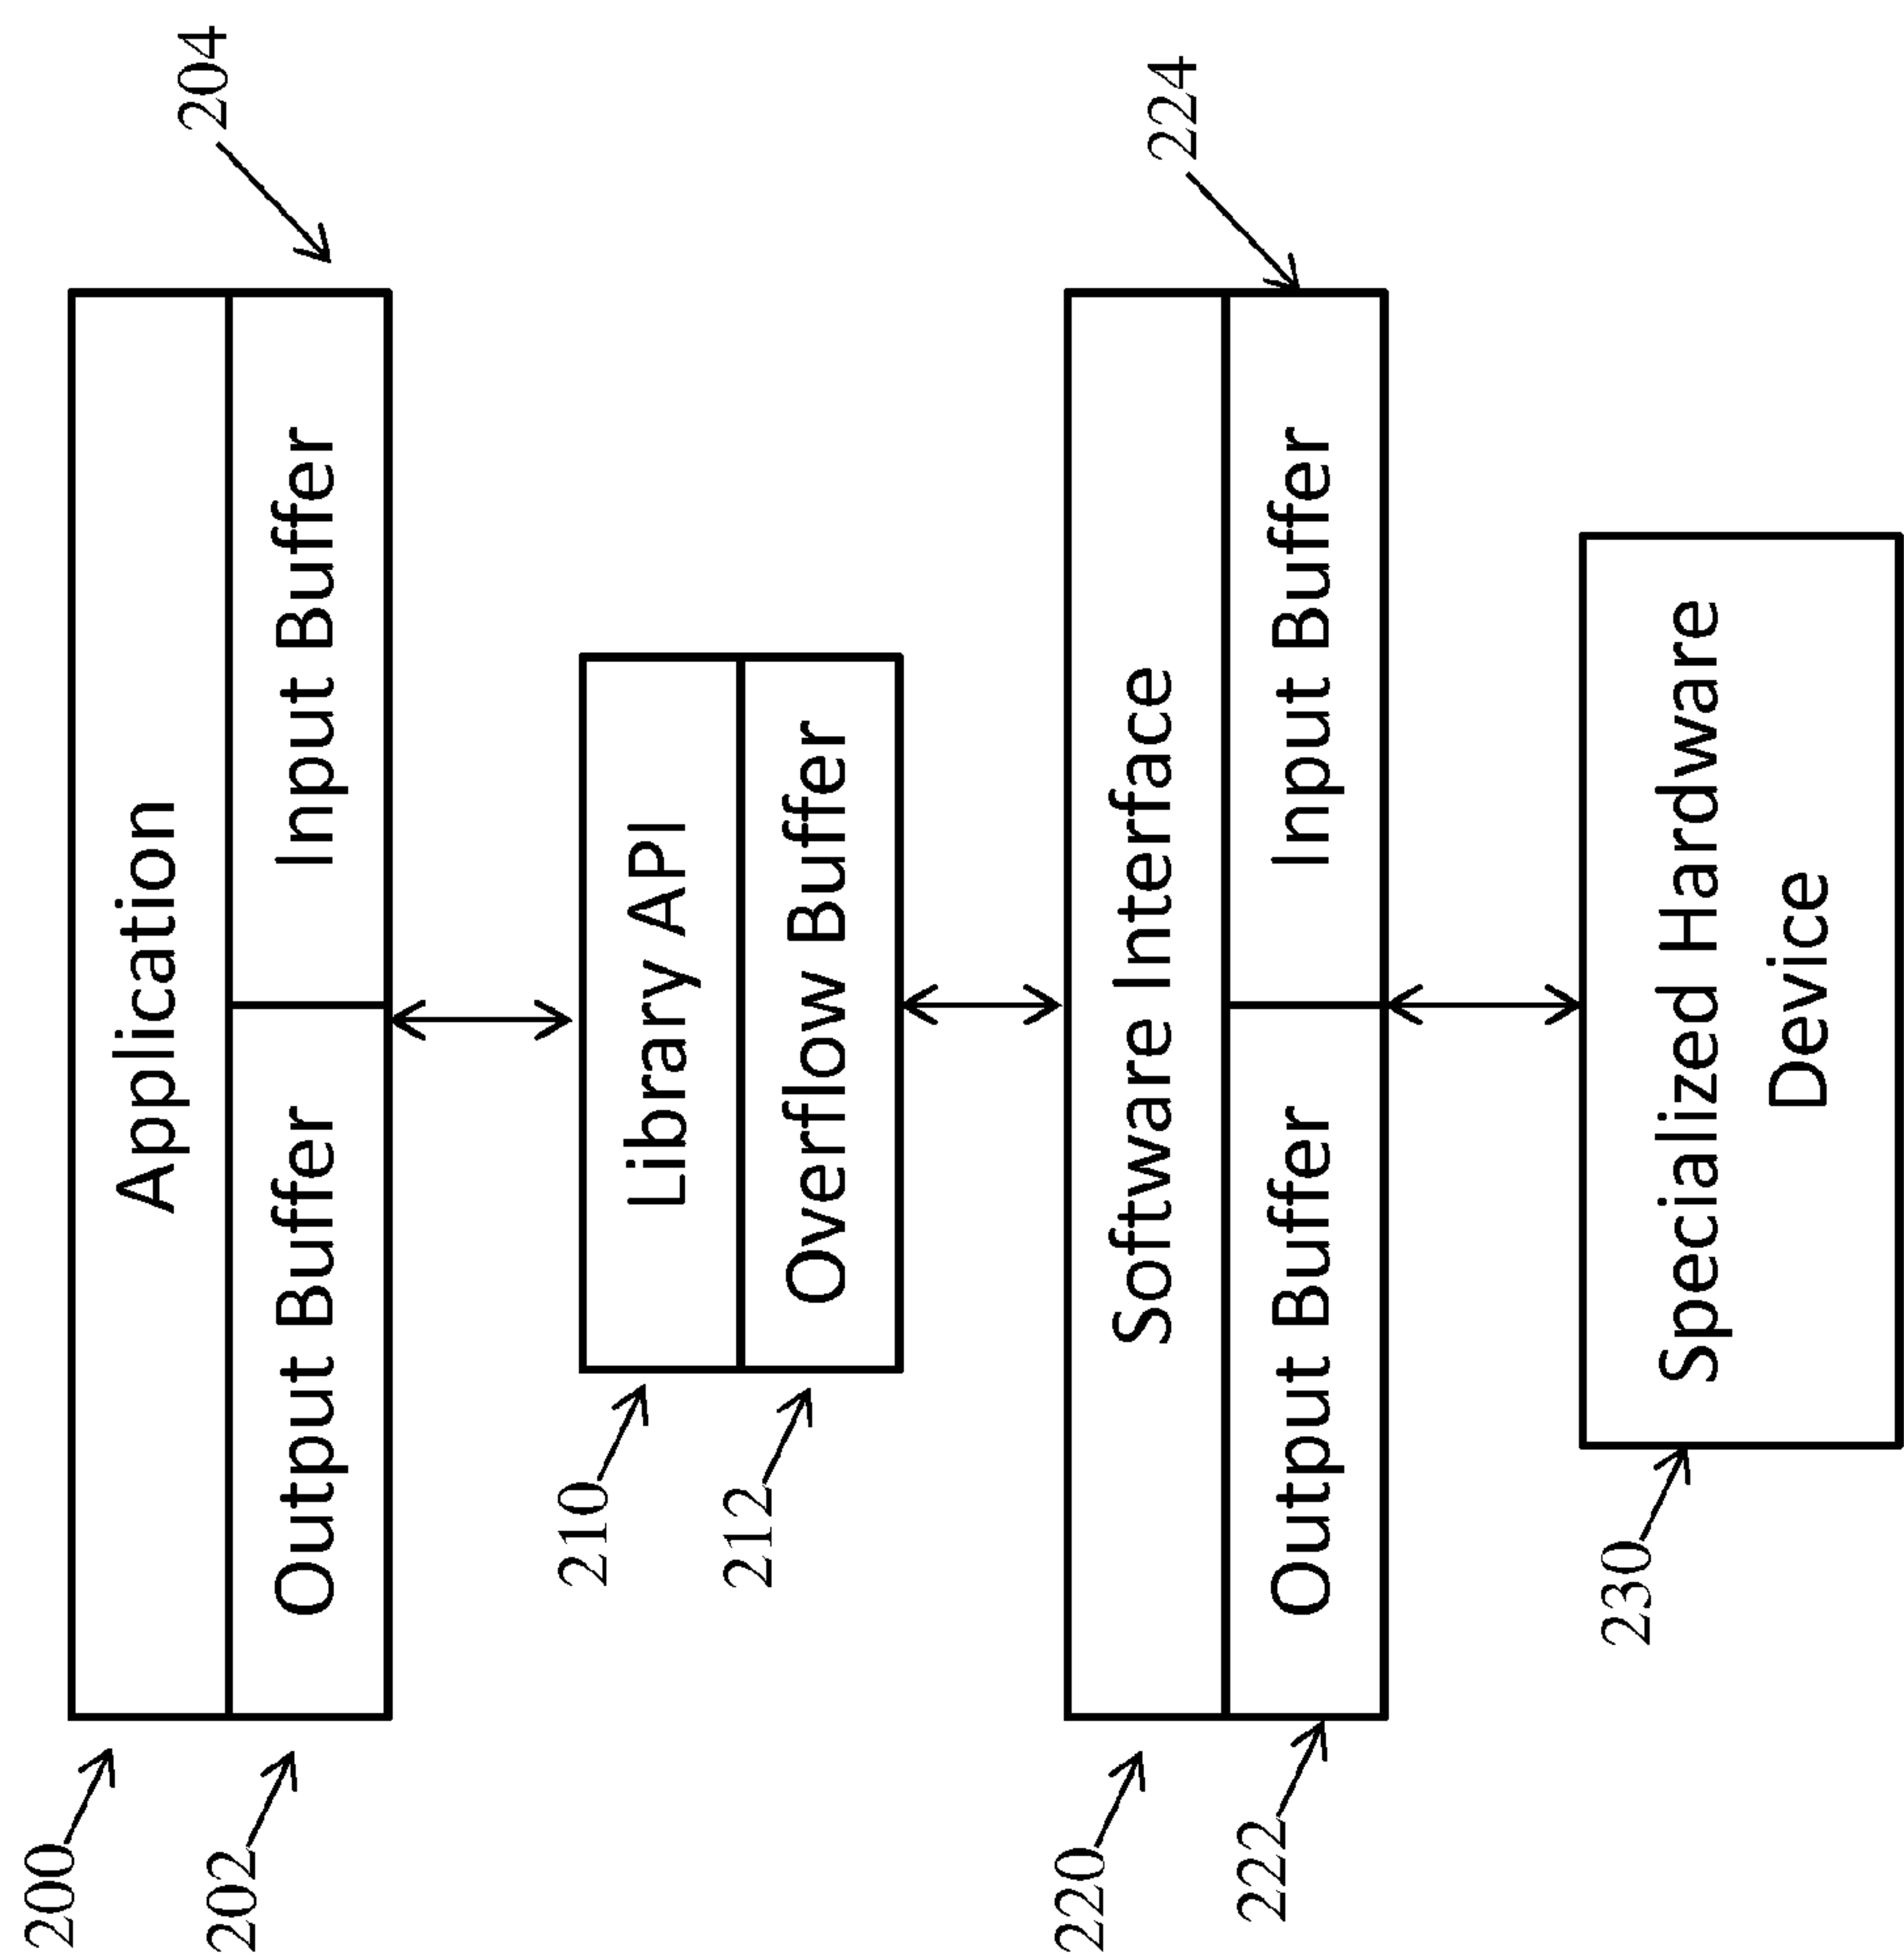 204
200
Application
202
Output Buffer
Input Buffer
210
Library API
212
Overflow Buffer
224
220
Software Interface
222
Output Buffer
Input Buffer
230
Specialized Hardware
Device